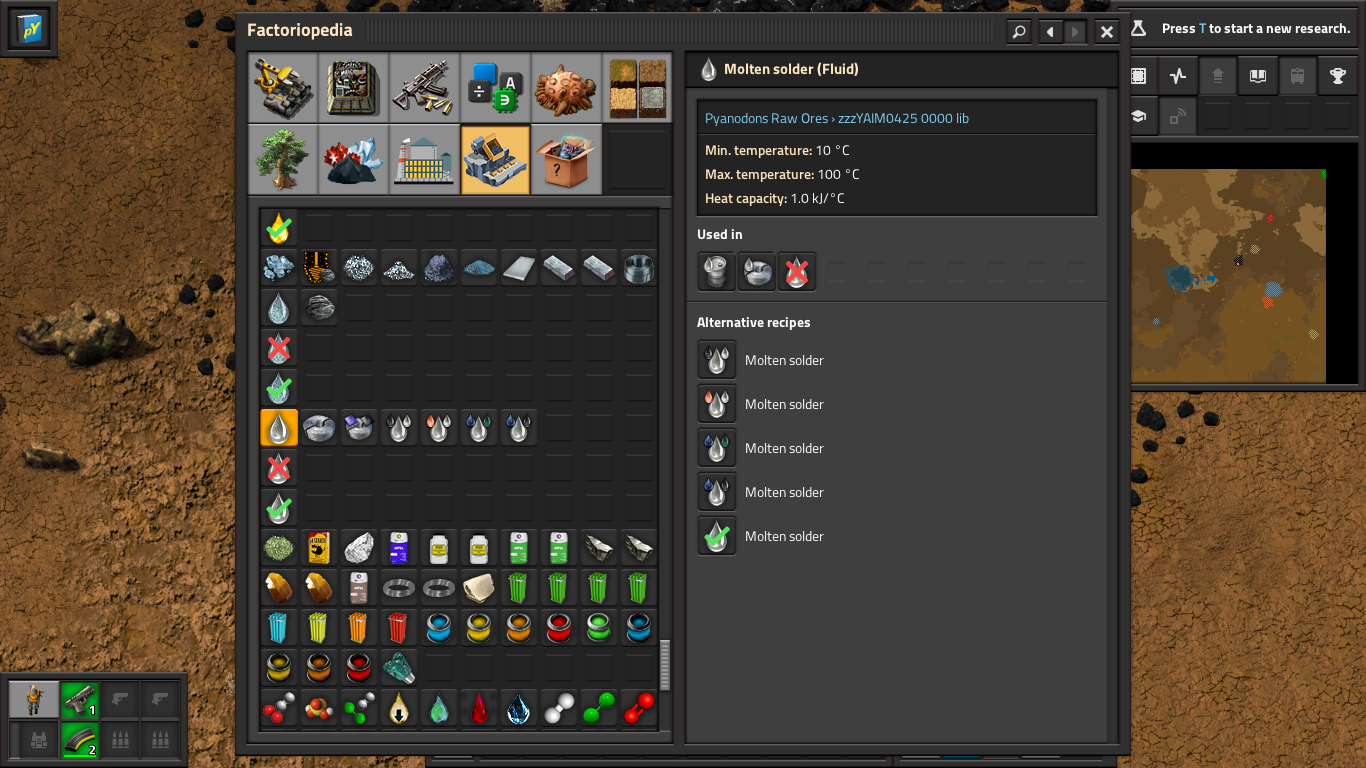 pY
Factoriopedia
Press T to start a new research.
Molten solder (Fluid)
Pyanodons Raw Ores › zzzYAIM0425 0000 lib
Min. temperature: 10 °C
Max. temperature: 100 °C
Heat capacity: 1.0 kJ/°C
Used in
Alternative recipes
Molten solder
Molten solder
Molten solder
Molten solder
Molten solder
1
2